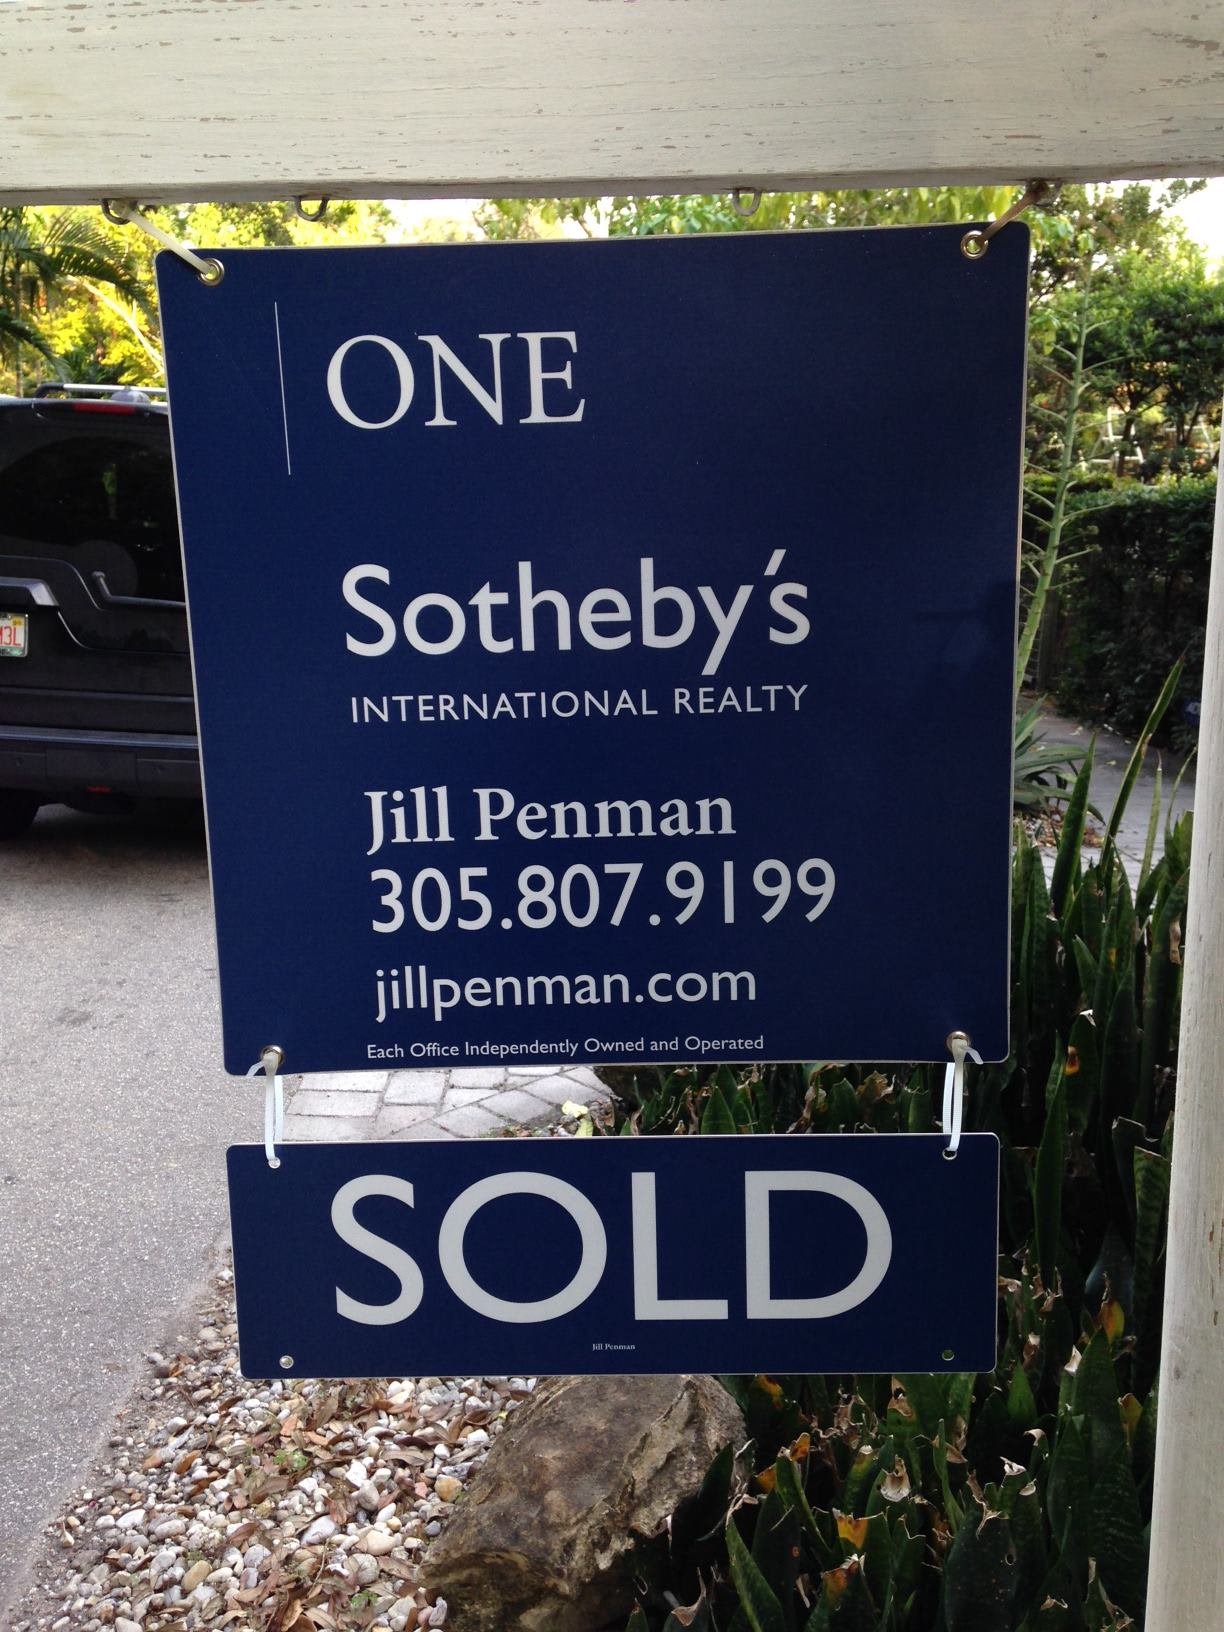 ONE
Sotheby's
INTERNATIONAL REALTY
Jill Penman
305.807.9199
jillpenman.com
Each Office Independently Owned and Operated
SOLD
Jill Penman